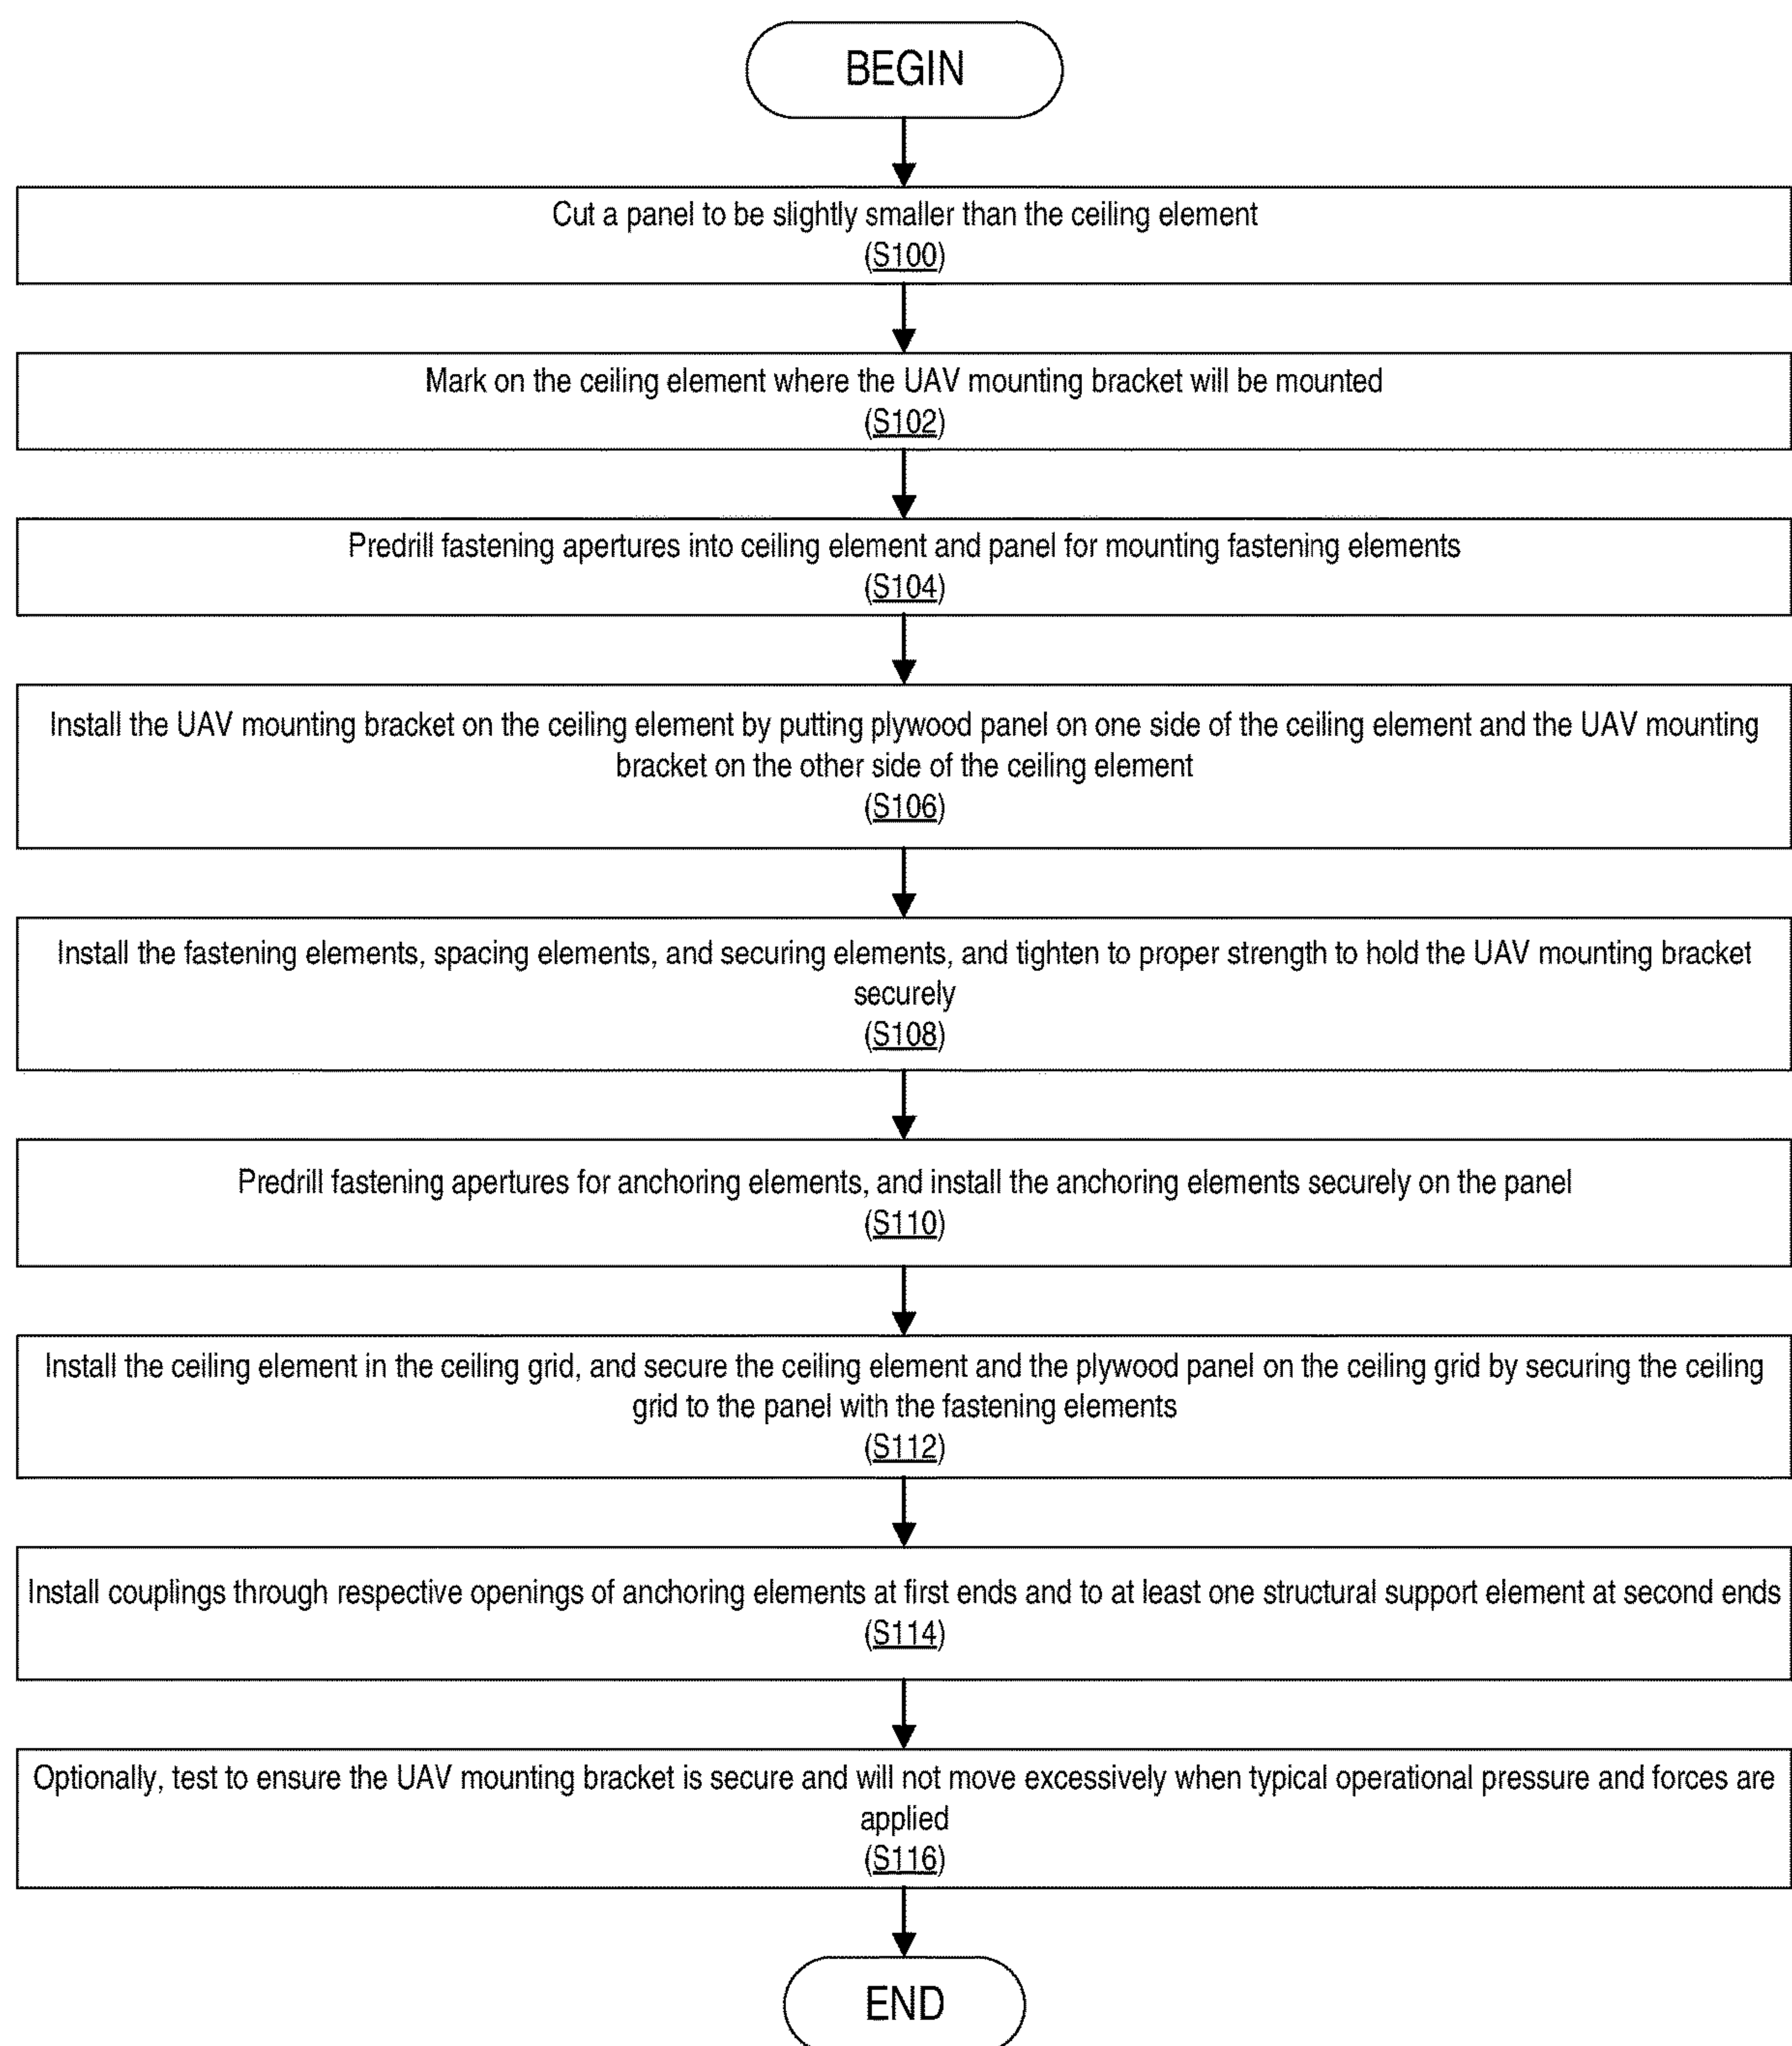 BEGIN
Cut a panel to be slightly smaller than the ceiling element
(S100)
Mark on the ceiling element where the UAV mounting bracket will be mounted
(S102)
Predrill fastening apertures into ceiling element and panel for mounting fastening elements
(S104)
Install the UAV mounting bracket on the ceiling element by putting plywood panel on one side of the ceiling element and the UAV mounting
bracket on the other side of the ceiling element
(S106)
Install the fastening elements, spacing elements, and securing elements, and tighten to proper strength to hold the UAV mounting bracket
securely
(S108)
Predrill fastening apertures for anchoring elements, and install the anchoring elements securely on the panel
(S110)
Install the ceiling element in the ceiling grid, and secure the ceiling element and the plywood panel on the ceiling grid by securing the ceiling
grid to the panel with the fastening elements
(S112)
Install couplings through respective openings of anchoring elements at first ends and to at least one structural support element at second ends
(S114)
Optionally, test to ensure the UAV mounting bracket is secure and will not move excessively when typical operational pressure and forces are
applied
(S116)
END